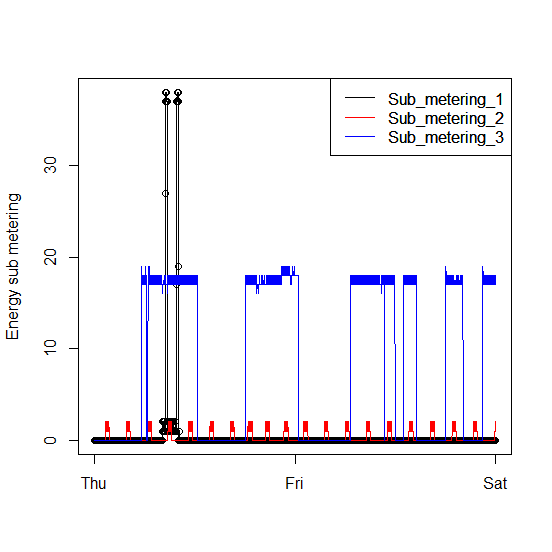 Sub_metering_1
Sub_metering_2
Sub_metering_3
Energy sub metering
30
20
10
0
Thu Fri Sat